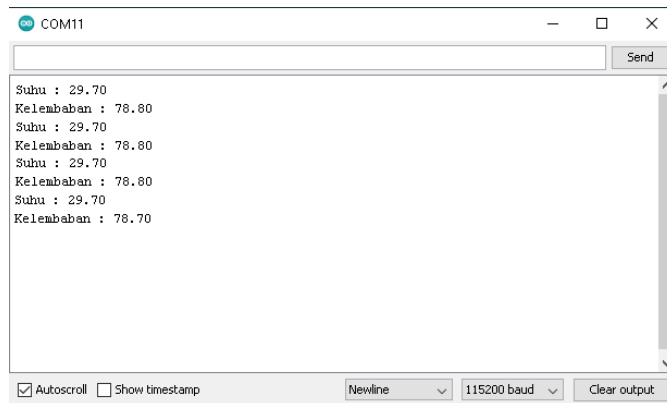 COM11
Send
Suhu : 29.70
Kelembaban : 78.80
Suhu : 29.70
Kelembaban : 78.80
Suhu : 29.70
Kelembaban : 78.80
Suhu : 29.70
Kelembaban : 78.70
Autoscroll Show timestamp Newline 115200 baud Clear output